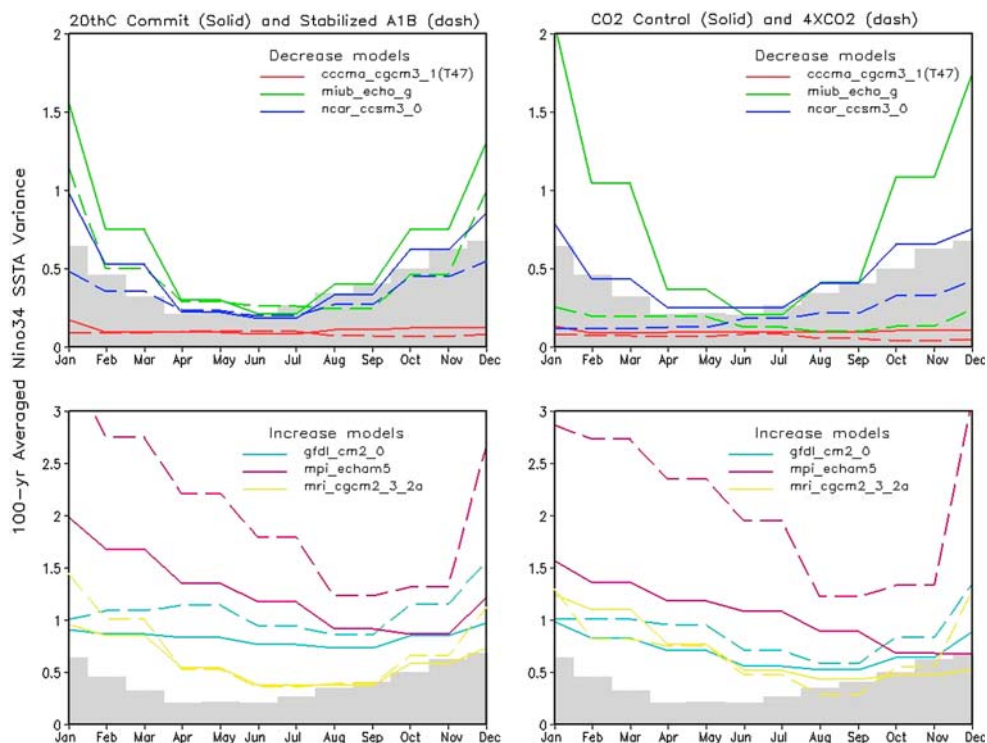 20thC Commit (Solid) and Stabilized A1B (dash)
CO2 Control (Solid) and 4XCO2 (dash)
100-yr Averaged Nino34 SSTA Variance
2
1.5
1
0.5
0
Decrease models
cccma_cgcm3_1(T47)
miub_echo_g
ncar_ccsm3_0
Jan Feb Mar Apr May Jun Jul Aug Sep Oct Nov Dec
2
1.5
1
0.5
0
Decrease models
cccma_cgcm3_1(T47)
miub_echo_g
ncar_ccsm3_0
Jan Feb Mar Apr May Jun Jul Aug Sep Oct Nov Dec
3
2.5
2
1.5
1
0.5
0
Increase models
gfdl_cm2_0
mpi_echam5
mri_cgcm2_3_2a
Jan Feb Mar Apr May Jun Jul Aug Sep Oct Nov Dec
3
2.5
2
1.5
1
0.5
0
Increase models
gfdl_cm2_0
mpi_echam5
mri_cgcm2_3_2a
Jan Feb Mar Apr May Jun Jul Aug Sep Oct Nov Dec